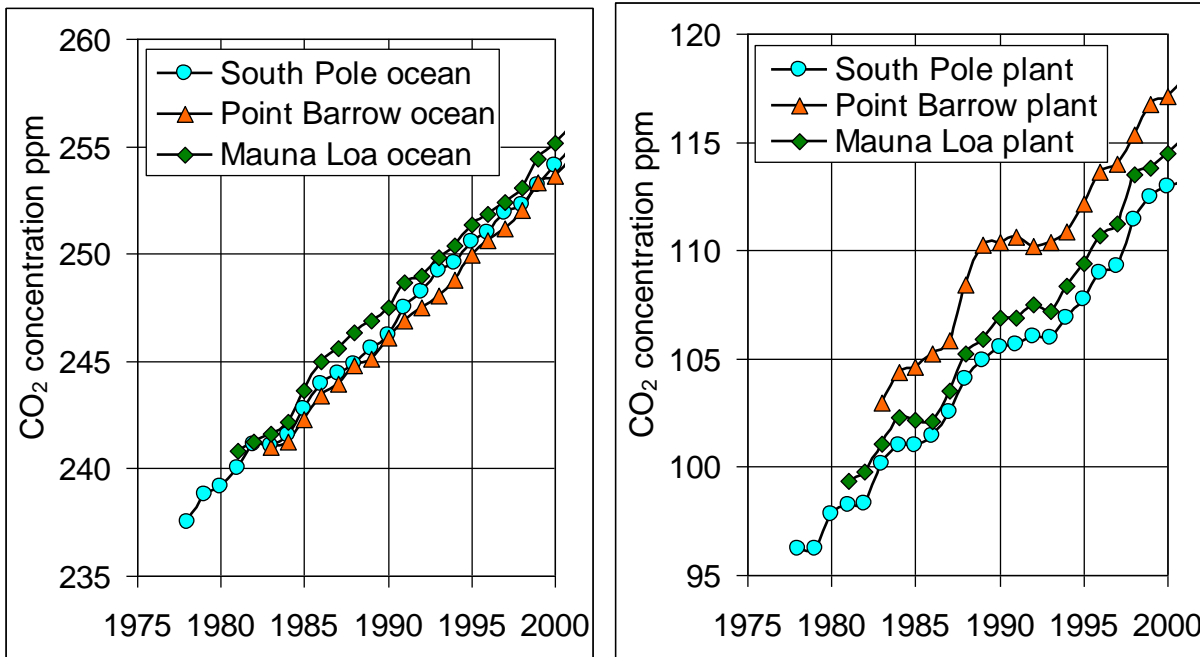 260
255
250
245
240
235
CO₂ concentration ppm
South Pole ocean
Point Barrow ocean
Mauna Loa ocean
1975 1980 1985 1990 1995 2000
120
115
110
105
100
95
CO₂ concentration ppm
South Pole plant
Point Barrow plant
Mauna Loa plant
1975 1980 1985 1990 1995 2000